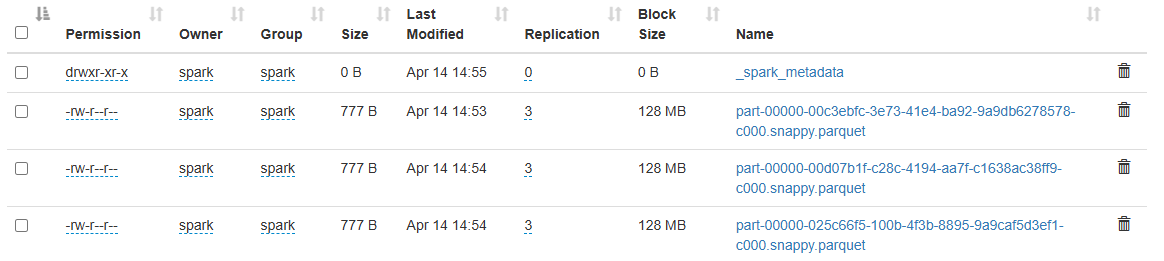 Permission Owner Group Size Last Modified Replication Block Size Name
drwxr-xr-x spark spark 0 B Apr 14 14:55 0 0 B _spark_metadata
-rw-r--r-- spark spark 777 B Apr 14 14:53 3 128 MB part-00000-00c3ebfc-3e73-41e4-ba92-9a9db6278578-
c000.snappy.parquet
-rw-r--r-- spark spark 777 B Apr 14 14:54 3 128 MB part-00000-00d07b1f-c28c-4194-aa7f-c1638ac38ff9-
c000.snappy.parquet
-rw-r--r-- spark spark 777 B Apr 14 14:54 3 128 MB part-00000-025c66f5-100b-4f3b-8895-9a9caf5d3ef1-
c000.snappy.parquet